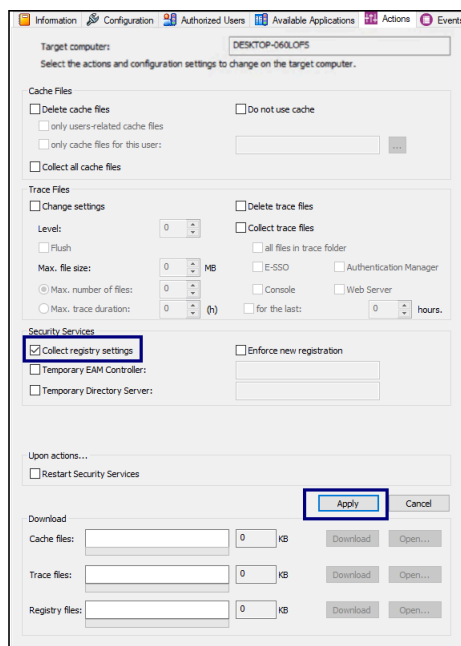 Information Configuration Authorized Users Available Applications Actions Events
Target computer: DESKTOP-060LOFS
Select the actions and configuration settings to change on the target computer.
Cache Files
Delete cache files Do not use cache
only users-related cache files
only cache files for this user: ...
Collect all cache files
Trace Files
Change settings Delete trace files
Level: 0 Collect trace files
Flush all files in trace folder
Max. file size: 0 MB E-SSO Authentication Manager
Max. number of files: 0 Console Web Server
Max. trace duration: 0 (h) for the last: 0 hours.
Security Services
Collect registry settings Enforce new registration
Temporary EAM Controller:
Temporary Directory Server:
Upon actions...
Restart Security Services
Apply Cancel
Download
Cache files: 0 KB Download Open...
Trace files: 0 KB Download Open...
Registry files: 0 KB Download Open...